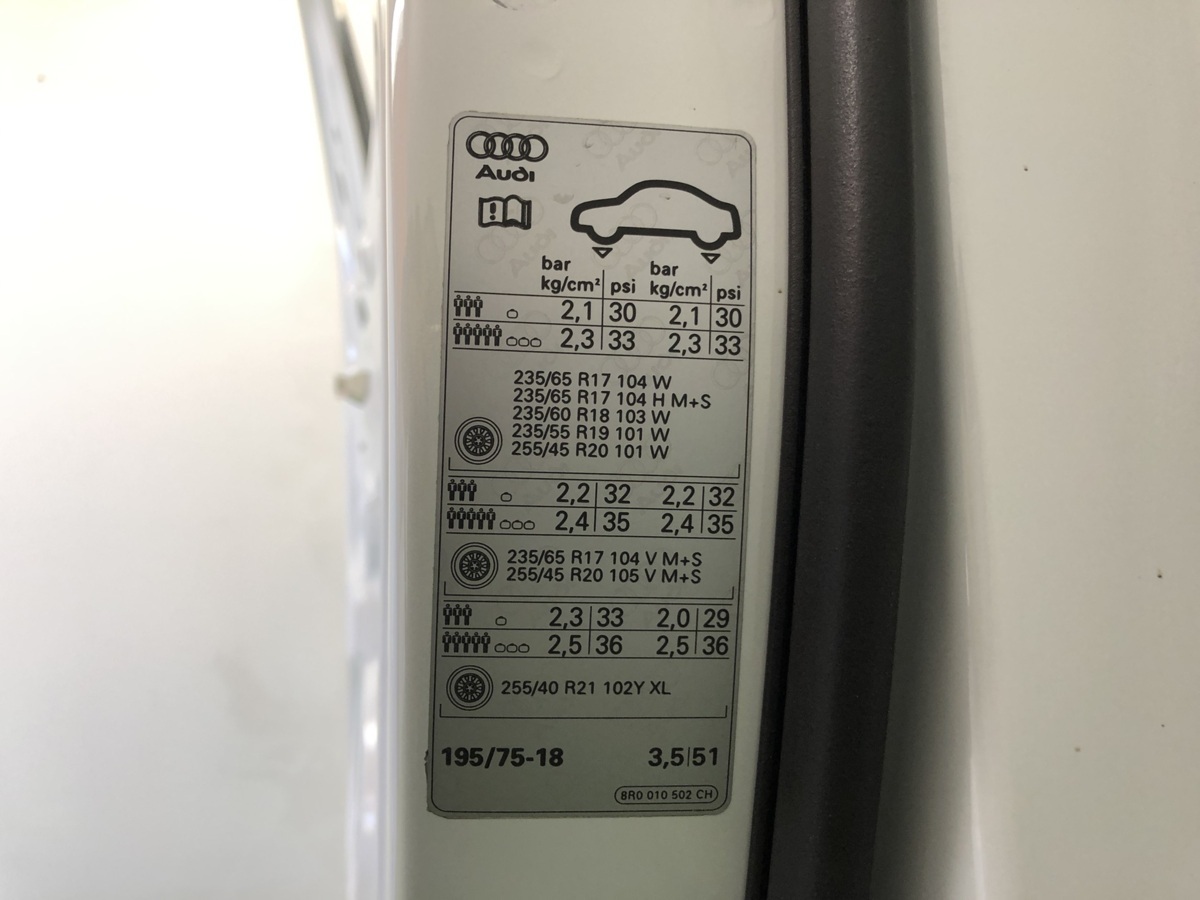 Audi
bar bar
kg/cm² psi kg/cm² psi
2,1 30 2,1 30
2,3 33 2,3 33
235/65 R17 104 W
235/65 R17 104 H M+S
235/60 R18 103 W
235/55 R19 101 W
255/45 R20 101 W
2,2 32 2,2 32
2,4 35 2,4 35
235/65 R17 104 V M+S
255/45 R20 105 V M+S
2,3 33 2,0 29
2,5 36 2,5 36
255/40 R21 102Y XL
195/75-18 3,5 51
8R0 010 502 CH